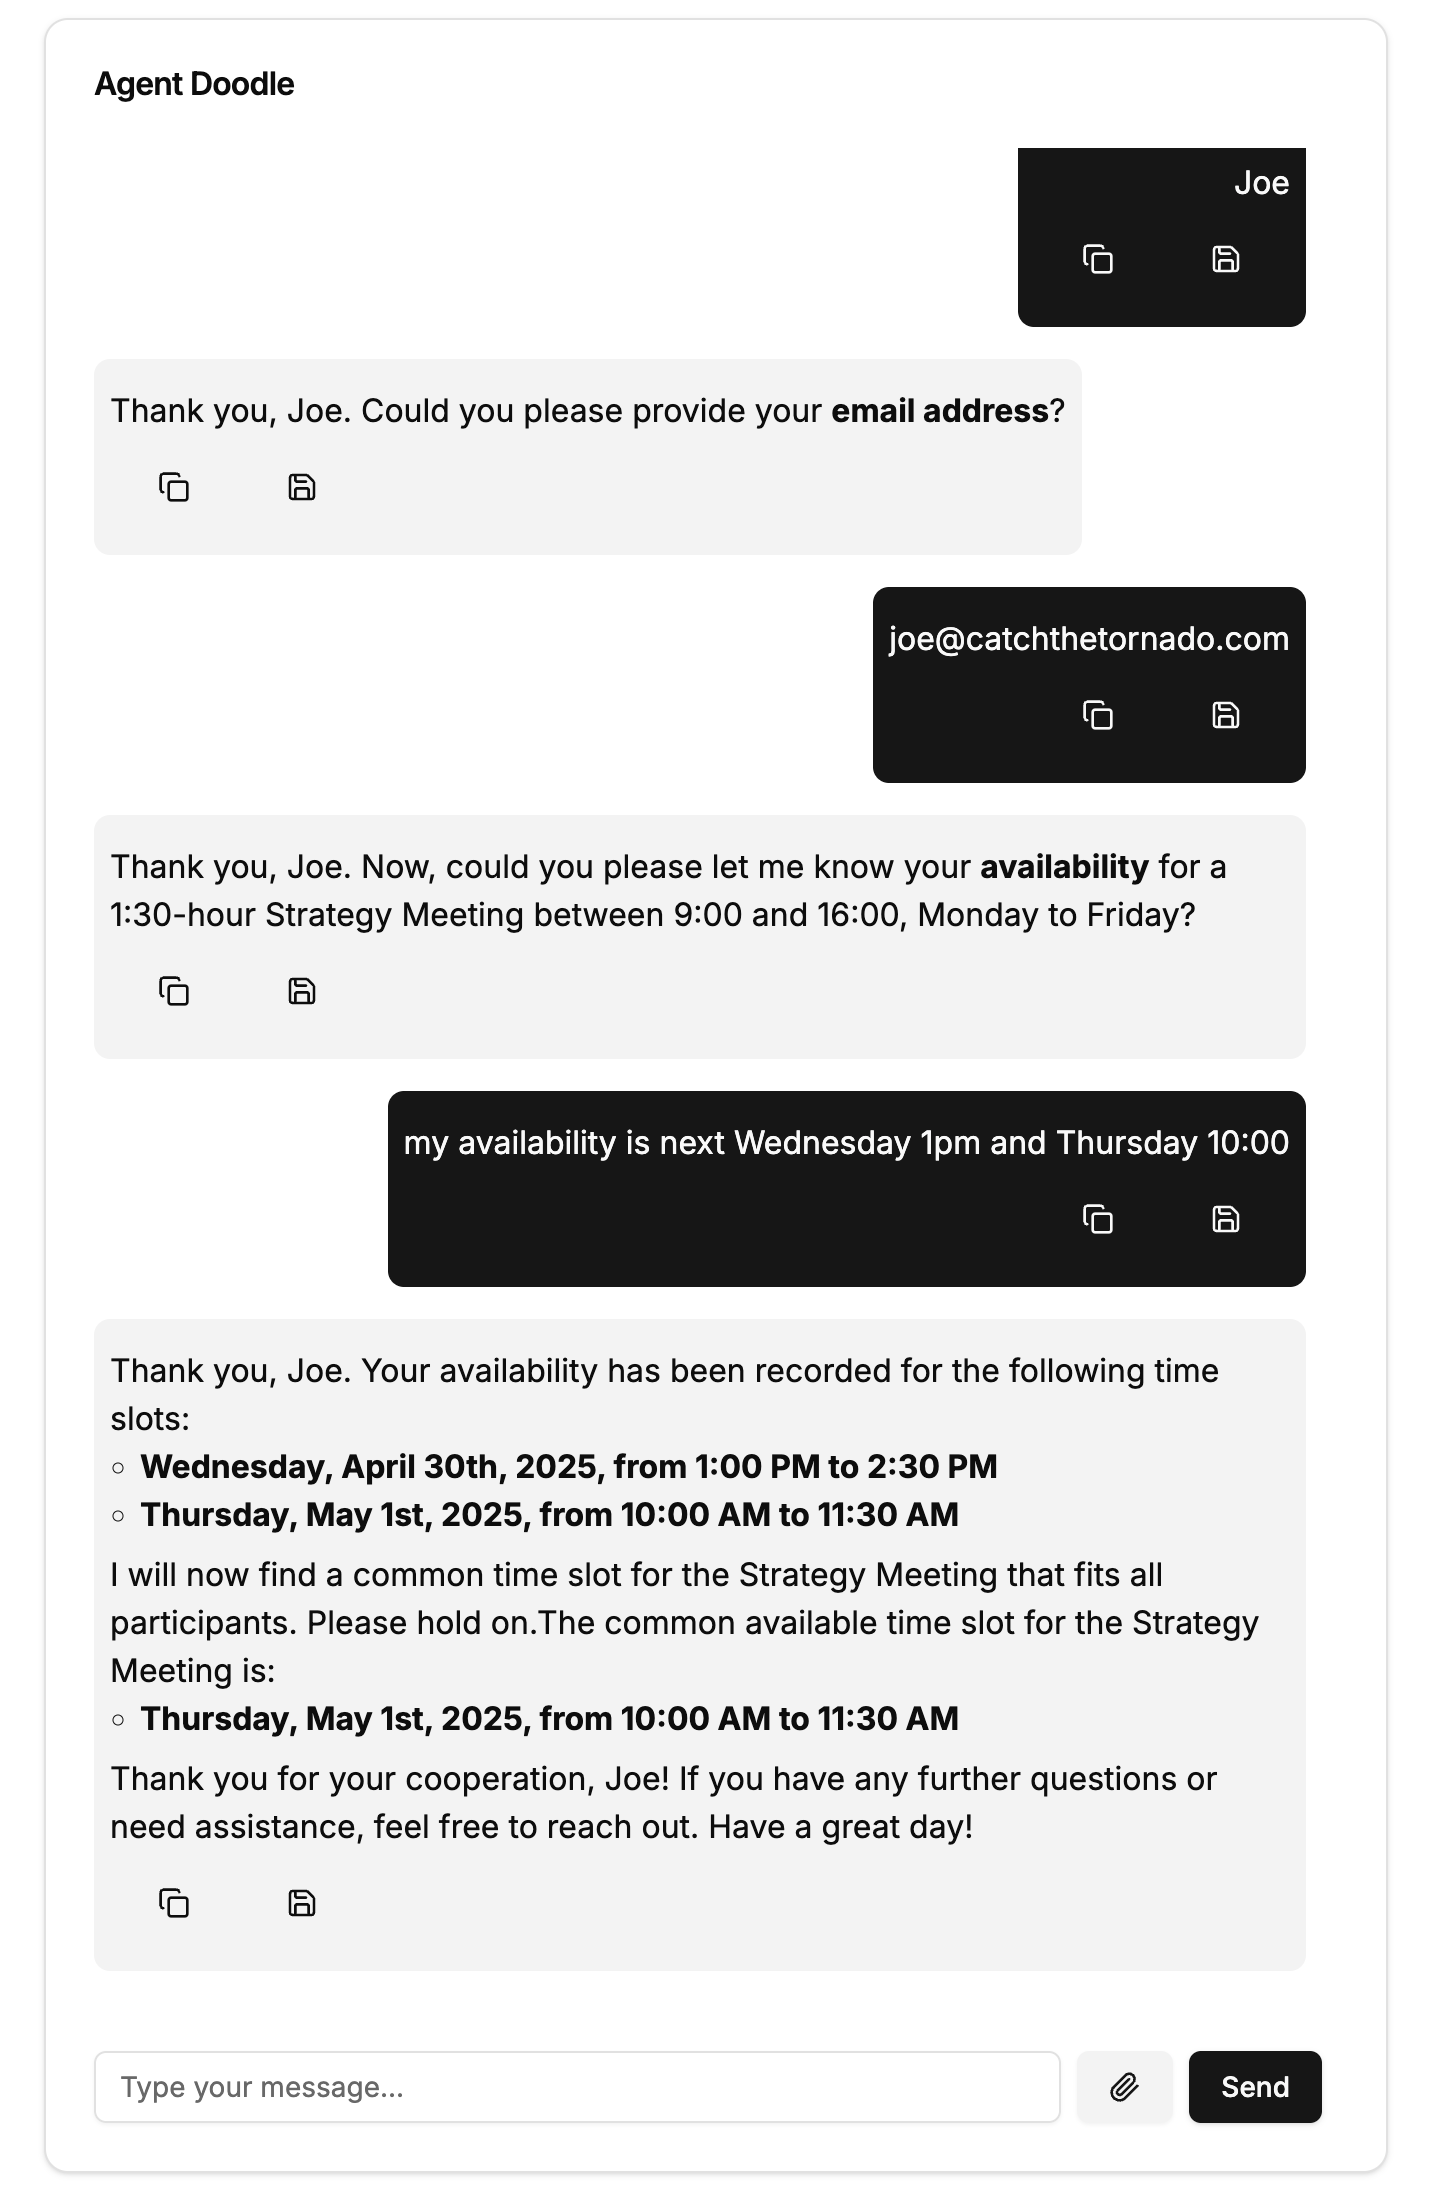 Agent Doodle
Joe
Thank you, Joe. Could you please provide your email address?
joe@catchthetornado.com
Thank you, Joe. Now, could you please let me know your availability for a
1:30-hour Strategy Meeting between 9:00 and 16:00, Monday to Friday?
my availability is next Wednesday 1pm and Thursday 10:00
Thank you, Joe. Your availability has been recorded for the following time
slots:
Wednesday, April 30th, 2025, from 1:00 PM to 2:30 PM
Thursday, May 1st, 2025, from 10:00 AM to 11:30 AM
I will now find a common time slot for the Strategy Meeting that fits all
participants. Please hold on.The common available time slot for the Strategy
Meeting is:
Thursday, May 1st, 2025, from 10:00 AM to 11:30 AM
Thank you for your cooperation, Joe! If you have any further questions or
need assistance, feel free to reach out. Have a great day!
Type your message...
Send